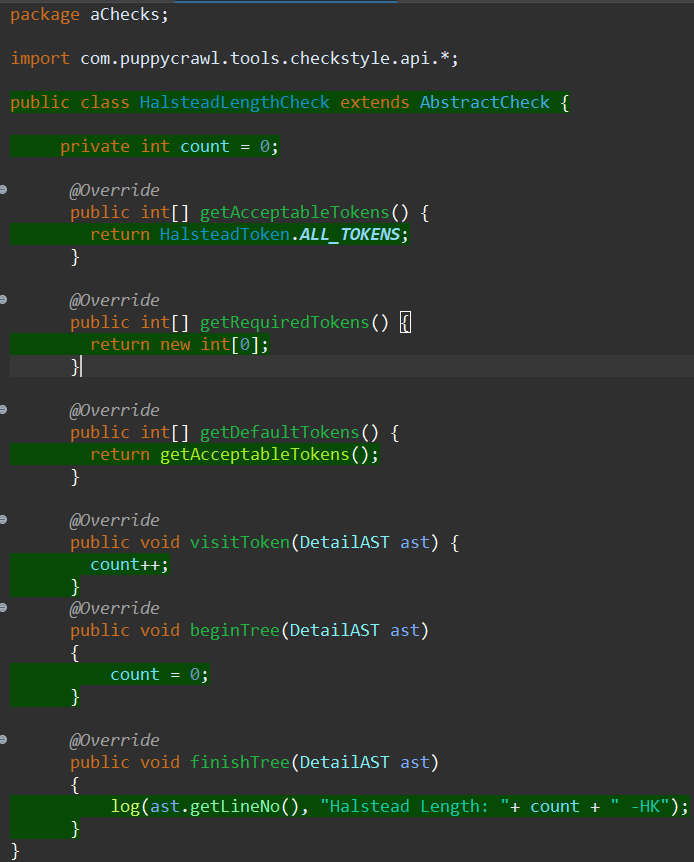 package aChecks;
import com.puppycrawl.tools.checkstyle.api.*;
public class HalsteadLengthCheck extends AbstractCheck {
private int count = 0;
@Override
public int[] getAcceptableTokens() {
return HalsteadToken.ALL_TOKENS;
}
@Override
public int[] getRequiredTokens() {
return new int[0];
}
@Override
public int[] getDefaultTokens() {
return getAcceptableTokens();
}
@Override
public void visitToken(DetailAST ast) {
count++;
}
@Override
public void beginTree(DetailAST ast)
{
count = 0;
}
@Override
public void finishTree(DetailAST ast)
{
log(ast.getLineNo(), "Halstead Length: "+ count + " -HK");
}
}